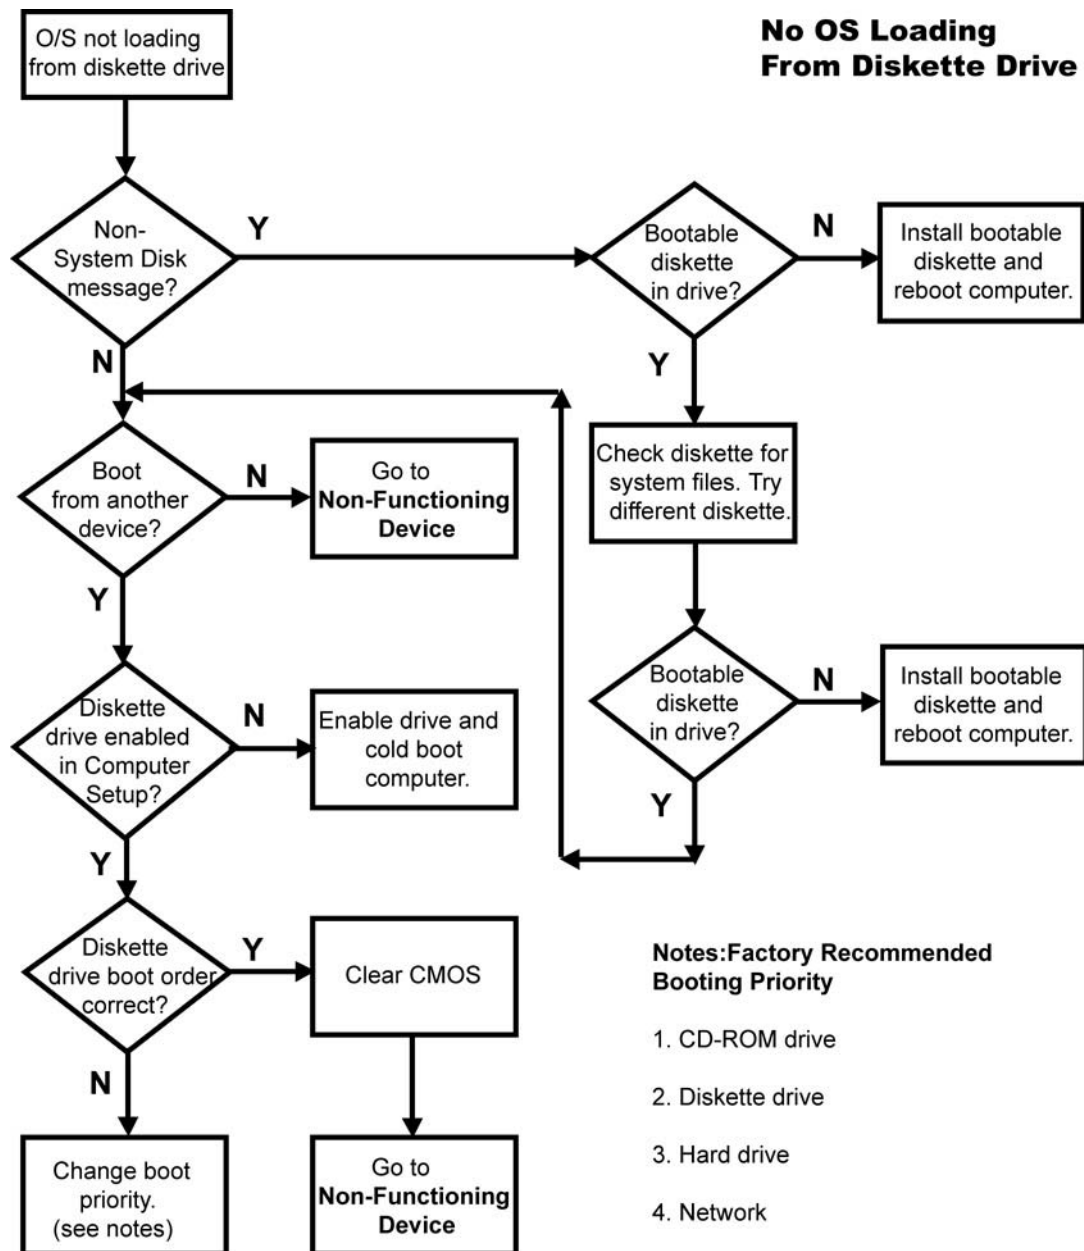 No OS Loading
From Diskette Drive
O/S not loading
from diskette drive
Non-
System Disk
message?
Y
N
Bootable
diskette
in drive?
N
Install bootable
diskette and
reboot computer.
Y
Check diskette for
system files. Try
different diskette.
Bootable
diskette
in drive?
N
Install bootable
diskette and
reboot computer.
Y
Boot
from another
device?
N
Go to
Non-Functioning
Device
Y
Diskette
drive enabled
in Computer
Setup?
N
Enable drive and
cold boot
computer.
Y
Diskette
drive boot order
correct?
Y
Clear CMOS
Go to
Non-Functioning
Device
N
Change boot
priority.
(see notes)
Notes:Factory Recommended
Booting Priority
1. CD-ROM drive
2. Diskette drive
3. Hard drive
4. Network